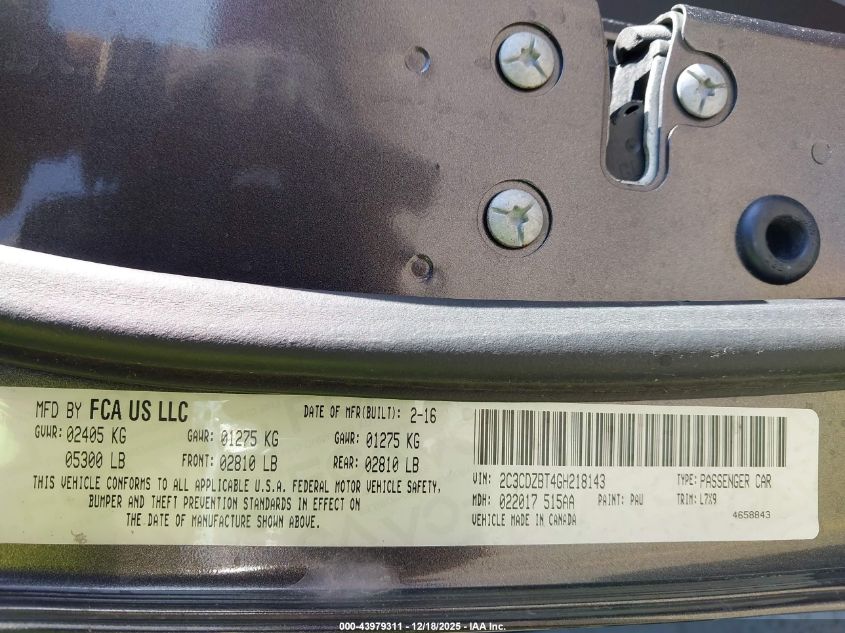 MFD BY FCA US LLC DATE OF MFR(BUILT): 2-16
GVWR: 02405 KG GAWR: 01275 KG GAWR: 01275 KG
05300 LB FRONT: 02810 LB REAR: 02810 LB
THIS VEHICLE CONFORMS TO ALL APPLICABLE U.S.A. FEDERAL MOTOR VEHICLE SAFETY,
BUMPER AND THEFT PREVENTION STANDARDS IN EFFECT ON
THE DATE OF MANUFACTURE SHOWN ABOVE.
VIN: 2C3CDZBT4GH218143 TYPE: PASSENGER CAR
MDH: 022017 515AA PAINT: PAU TRIM: L7X9
VEHICLE MADE IN CANADA 4658843
000-43979311 - 12/18/2025 - IAA Inc.